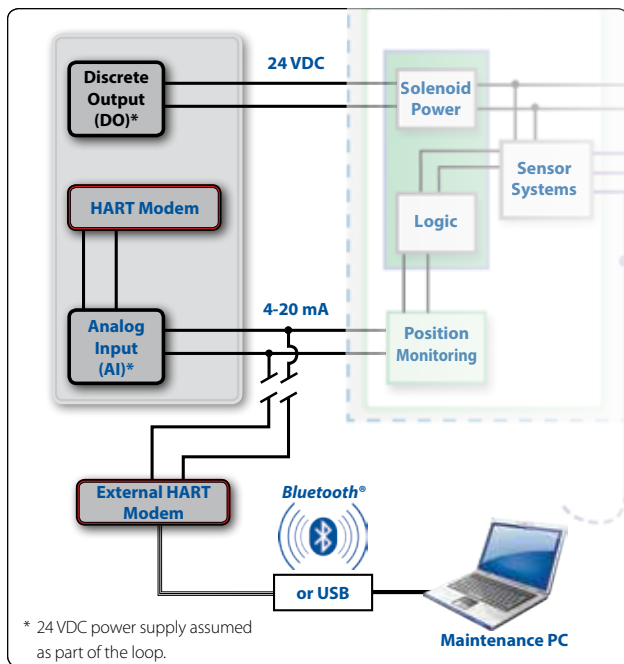 Discrete
Output
(DO)*
24 VDC
Solenoid
Power
Sensor
Systems
HART Modem
Logic
4-20 mA
Analog
Input
(AI)*
Position
Monitoring
External HART
Modem
Bluetooth®
or USB
Maintenance PC
* 24 VDC power supply assumed
as part of the loop.